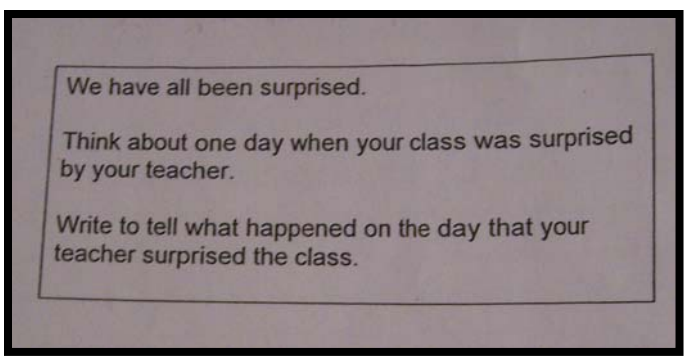 We have all been surprised.
Think about one day when your class was surprised
by your teacher.
Write to tell what happened on the day that your
teacher surprised the class.